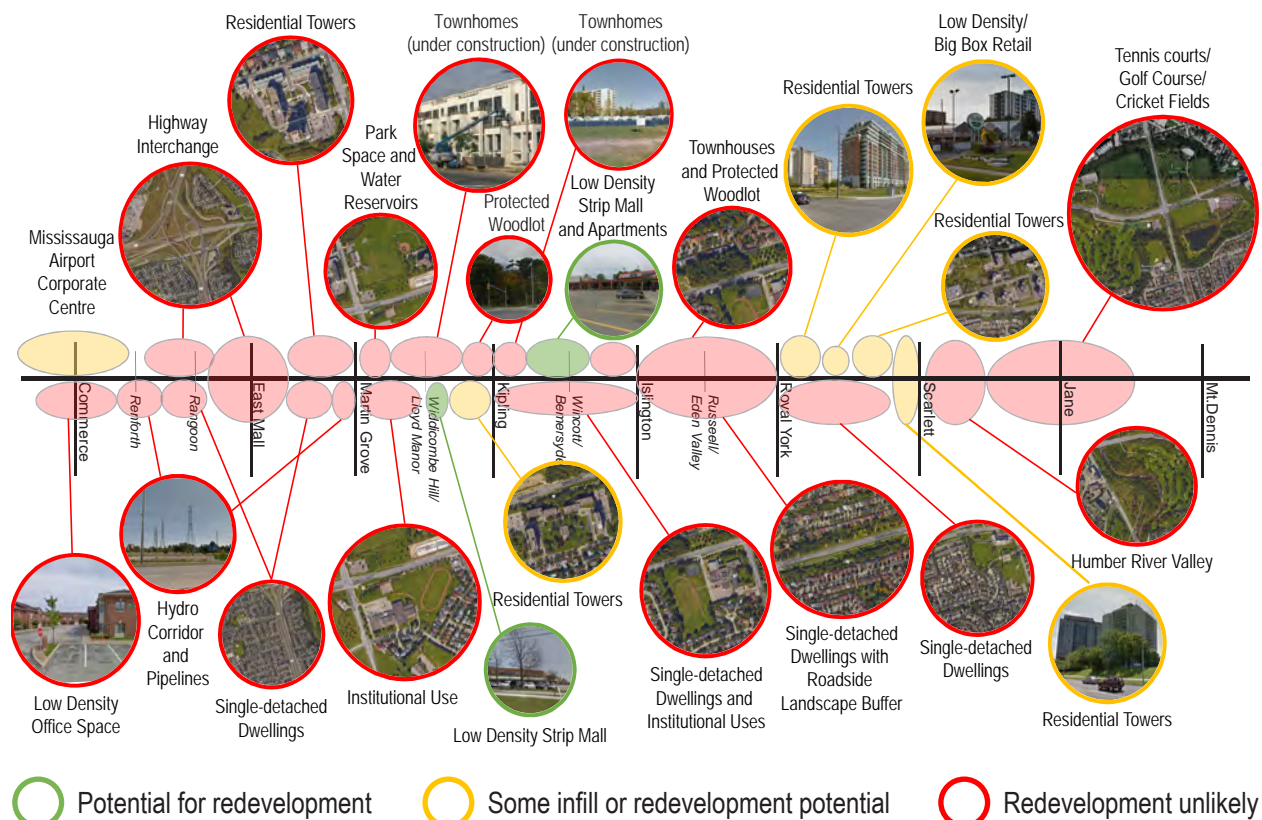 Residential Towers
Townhomes
(under construction)
Townhomes
(under construction)
Low Density/
Big Box Retail
Tennis courts/
Golf Course/
Cricket Fields
Residential Towers
Highway
Interchange
Park
Space and
Water
Reservoirs
Townhouses
and Protected
Woodlot
Low Density
Strip Mall
and Apartments
Protected
Woodlot
Residential Towers
Mississauga
Airport
Corporate
Centre
Commerce
Renforth
Rangoon
East Mall
Martin Grove
Lloyd Manor
Widdicombe Hill/
Kipling
Wincott/
Bemersyde
Islington
Russeell/
Eden Valley
Royal York
Scarlett
Jane
Mt.Dennis
Humber River Valley
Residential Towers
Hydro
Corridor
and
Pipelines
Single-detached
Dwellings with
Roadside
Landscape Buffer
Single-detached
Dwellings
Single-detached
Dwellings and
Institutional Uses
Low Density
Office Space
Single-detached
Dwellings
Institutional Use
Low Density Strip Mall
Residential Towers
Potential for redevelopment
Some infill or redevelopment potential
Redevelopment unlikely